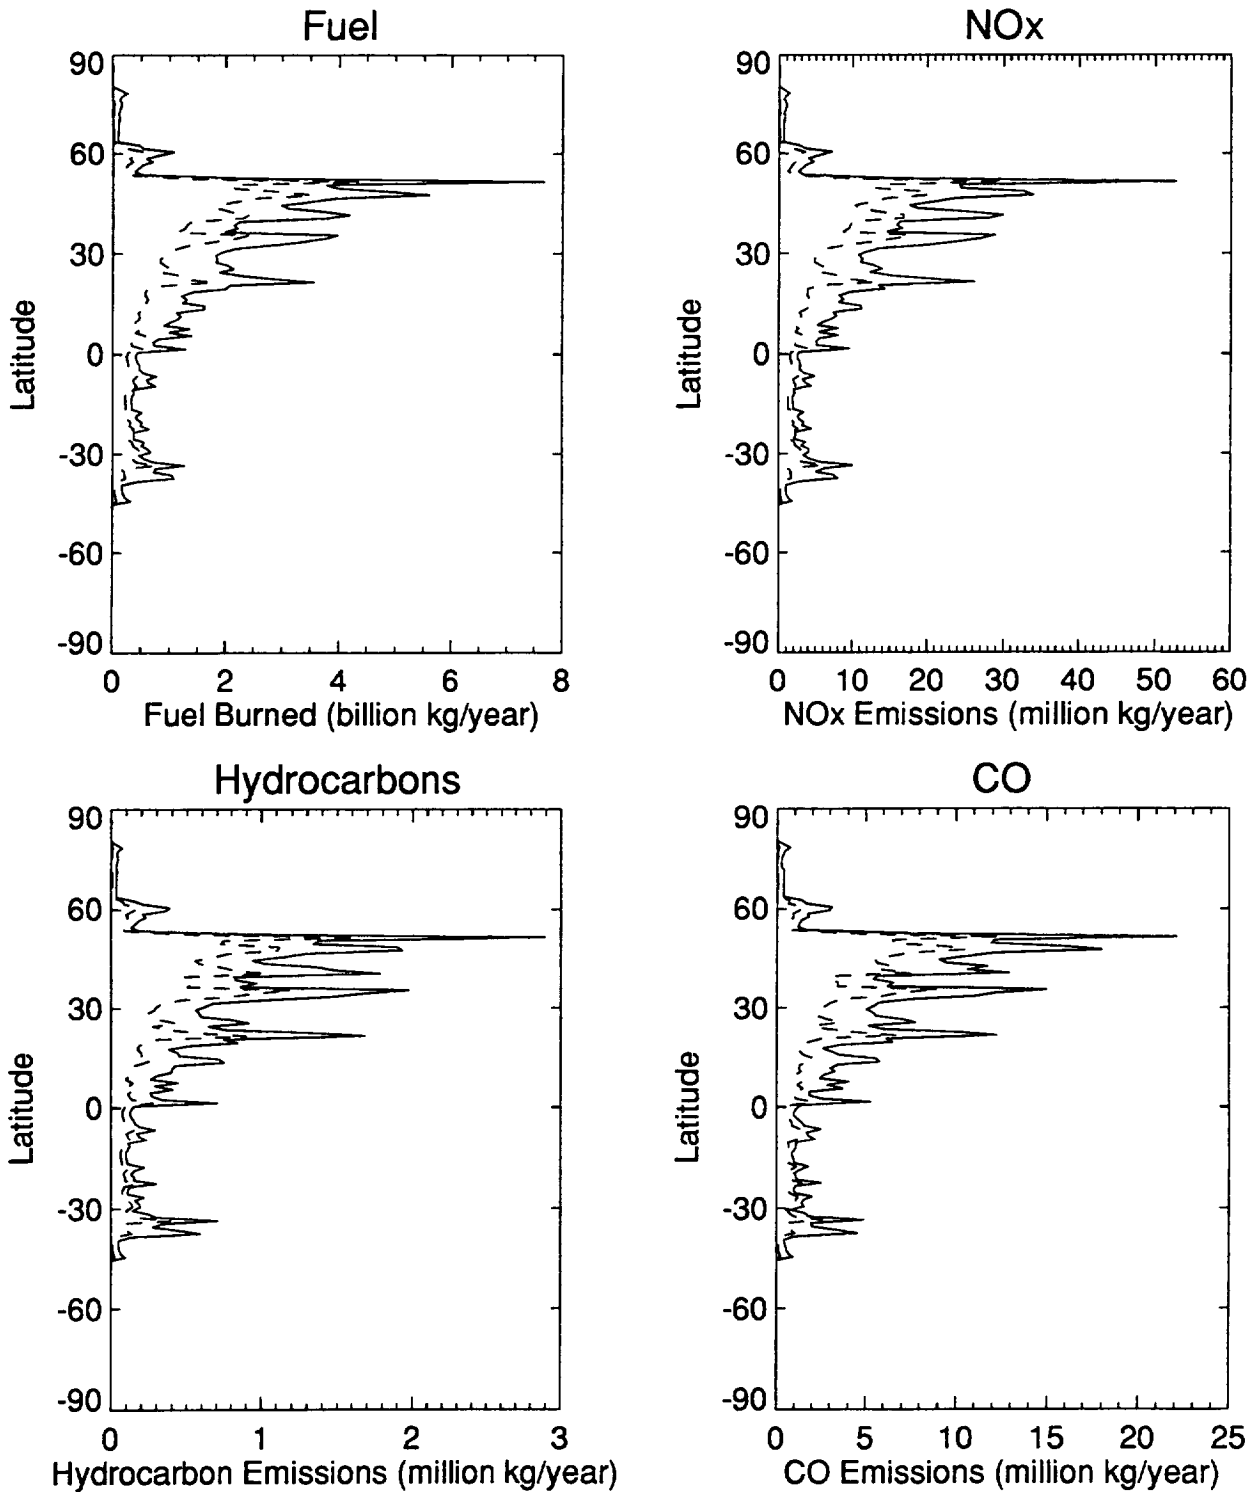 Fuel
90
60
30
0
-30
-60
-90
Latitude
0 2 4 6 8
Fuel Burned (billion kg/year)
NOx
90
60
30
0
-30
-60
-90
Latitude
0 10 20 30 40 50 60
NOx Emissions (million kg/year)
Hydrocarbons
90
60
30
0
-30
-60
-90
Latitude
0 1 2 3
Hydrocarbon Emissions (million kg/year)
CO
90
60
30
0
-30
-60
-90
Latitude
0 5 10 15 20 25
CO Emissions (million kg/year)